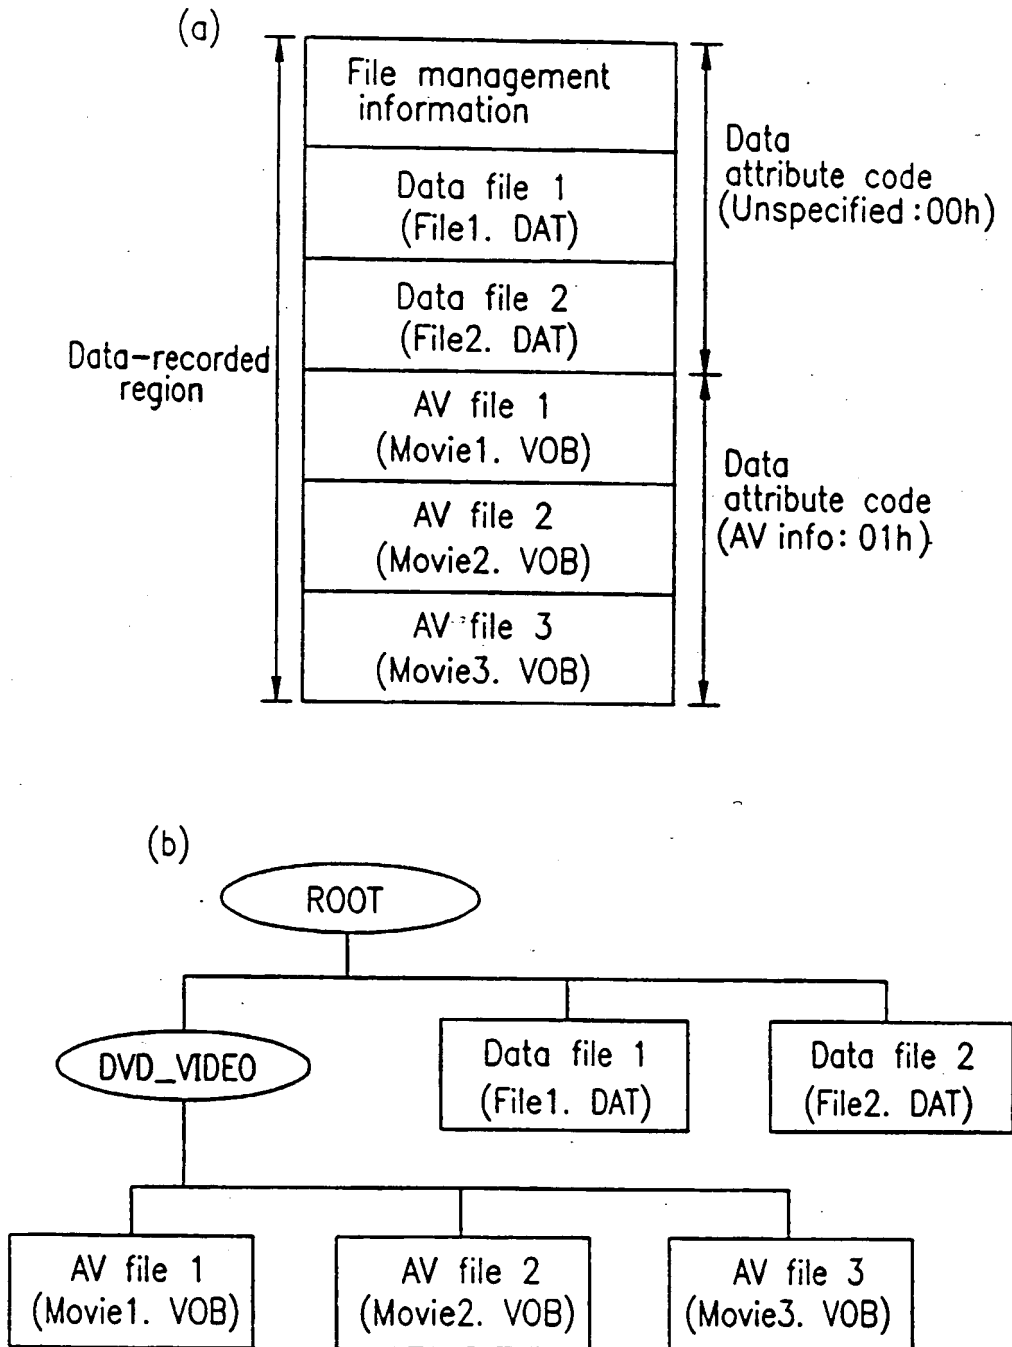 (a)
File management
information
Data file 1
(File1. DAT)
Data file 2
(File2. DAT)
AV file 1
(Movie1. VOB)
AV file 2
(Movie2. VOB)
AV file 3
(Movie3. VOB)
Data-recorded
region
Data
attribute code
(Unspecified:00h)
Data
attribute code
(AV info: 01h)
(b)
ROOT
DVD_VIDEO
Data file 1
(File1. DAT)
Data file 2
(File2. DAT)
AV file 1
(Movie1. VOB)
AV file 2
(Movie2. VOB)
AV file 3
(Movie3. VOB)